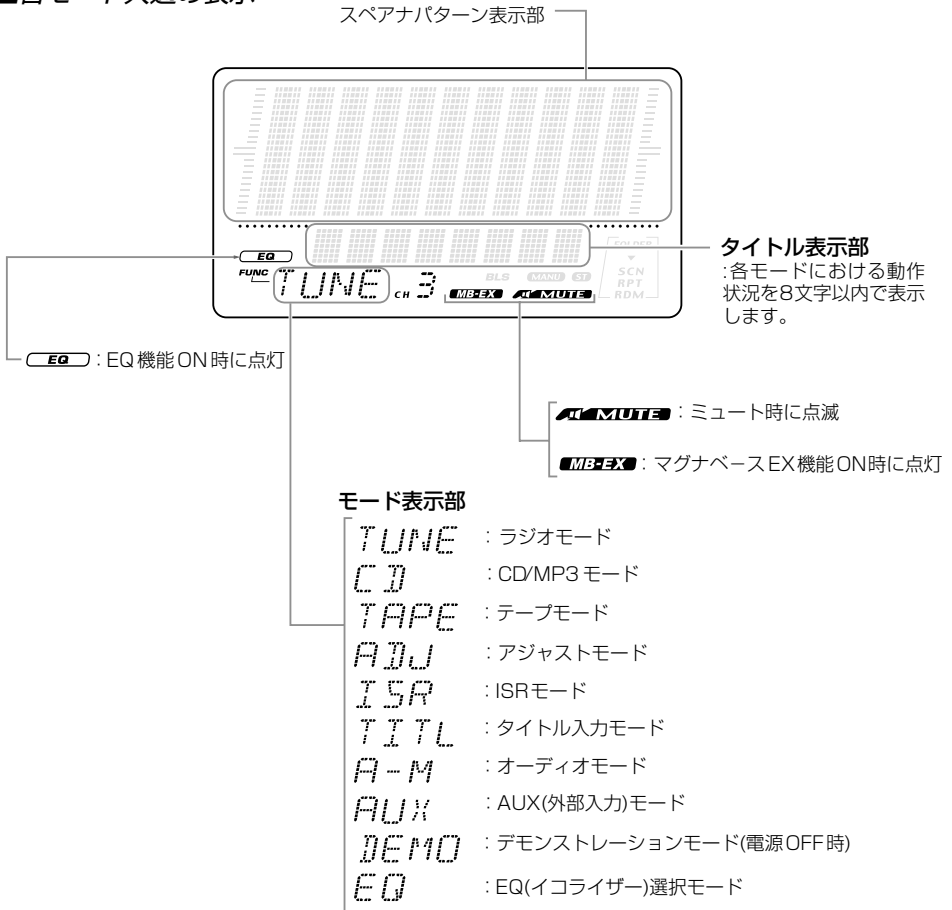 各モード共通の表示
スペアナパターン表示部
EQ
FUNC
TUNE CH 3
BLS MANU ST
MB-EX MUTE
FOLDER
SCN
RPT
RDM
タイトル表示部
:各モードにおける動作
状況を8文字以内で表示
します。
EQ : EQ機能ON時に点灯
MUTE : ミュート時に点滅
MB-EX : マグナベースEX機能ON時に点灯
モード表示部
TUNE : ラジオモード
CD : CD/MP3モード
TAPE : テープモード
ADJ : アジャストモード
ISR : ISRモード
TITL : タイトル入力モード
A-M : オーディオモード
AUX : AUX(外部入力)モード
DEMO : デモンストレーションモード(電源OFF時)
EQ : EQ(イコライザー)選択モード